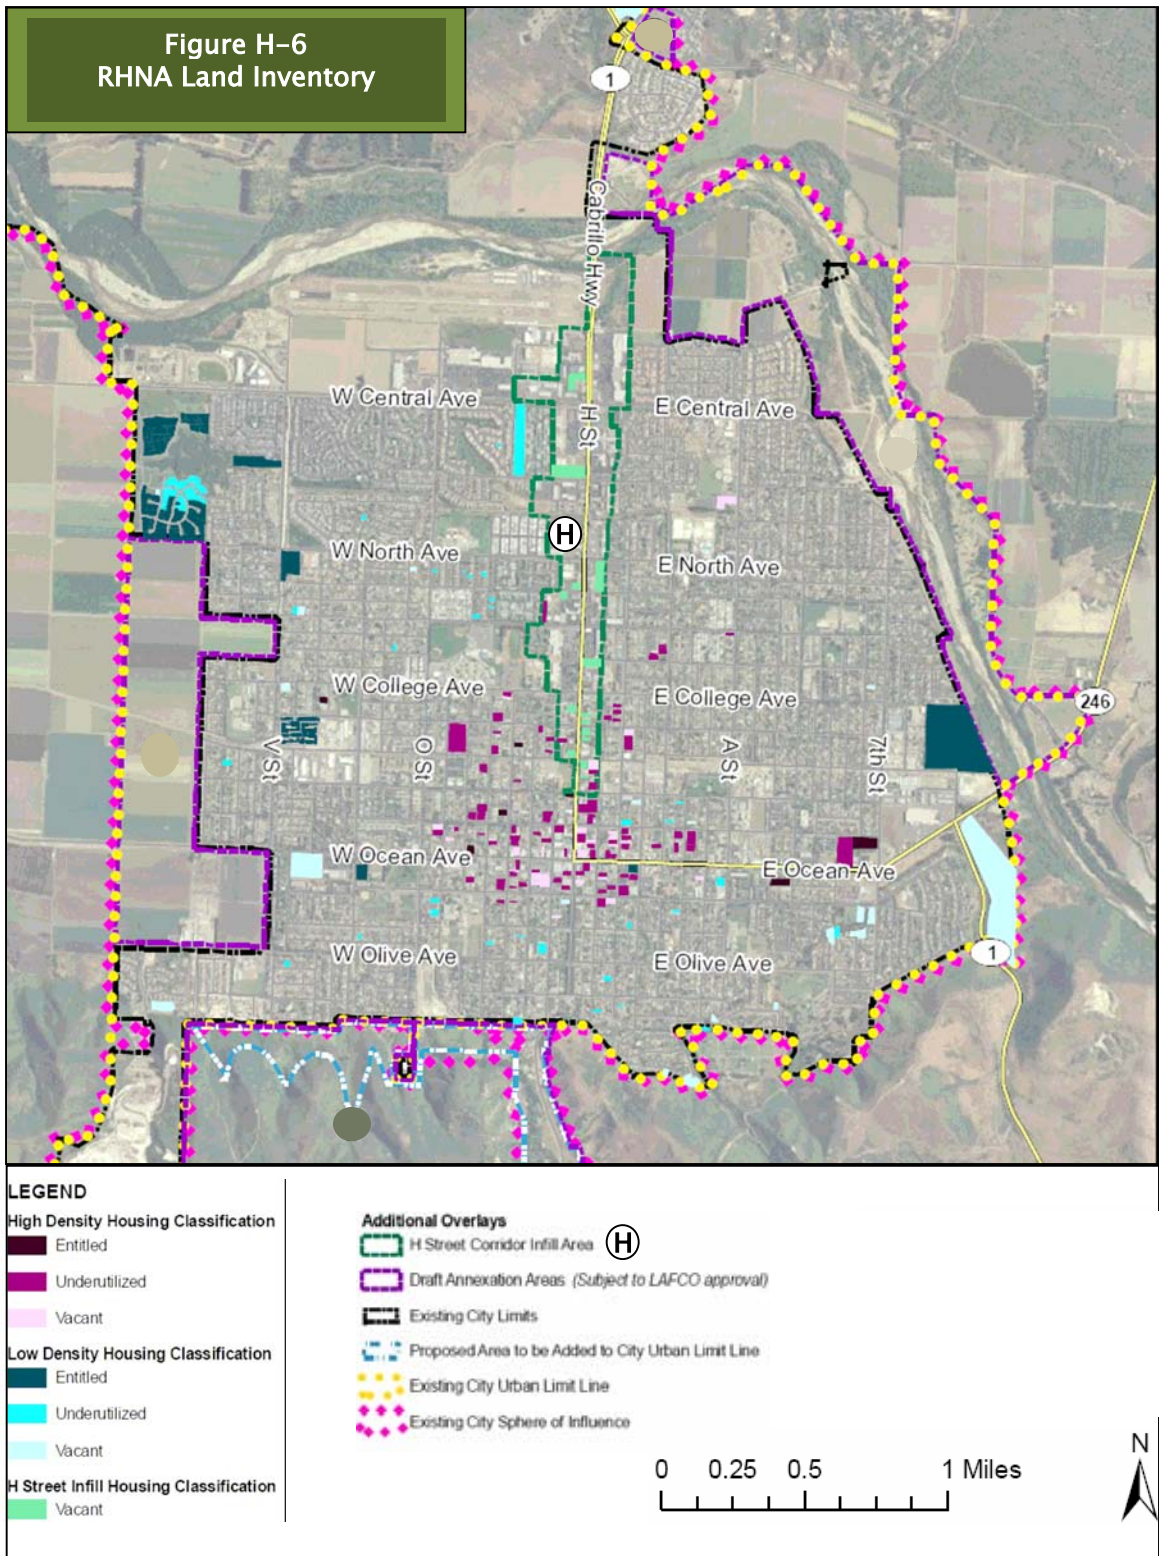 Figure H-6
RHNA Land Inventory
1
Cabrillo Hwy
W Central Ave
E Central Ave
H St
H
W North Ave
E North Ave
W College Ave
E College Ave
246
V St
O St
A St
7th St
W Ocean Ave
E Ocean Ave
W Olive Ave
E Olive Ave
1
LEGEND
High Density Housing Classification
Entitled
Underutilized
Vacant
Low Density Housing Classification
Entitled
Underutilized
Vacant
H Street Infill Housing Classification
Vacant
Additional Overlays
H Street Corridor Infill Area H
Draft Annexation Areas (Subject to LAFCO approval)
Existing City Limits
Proposed Area to be Added to City Urban Limit Line
Existing City Urban Limit Line
Existing City Sphere of Influence
0 0.25 0.5 1 Miles
N